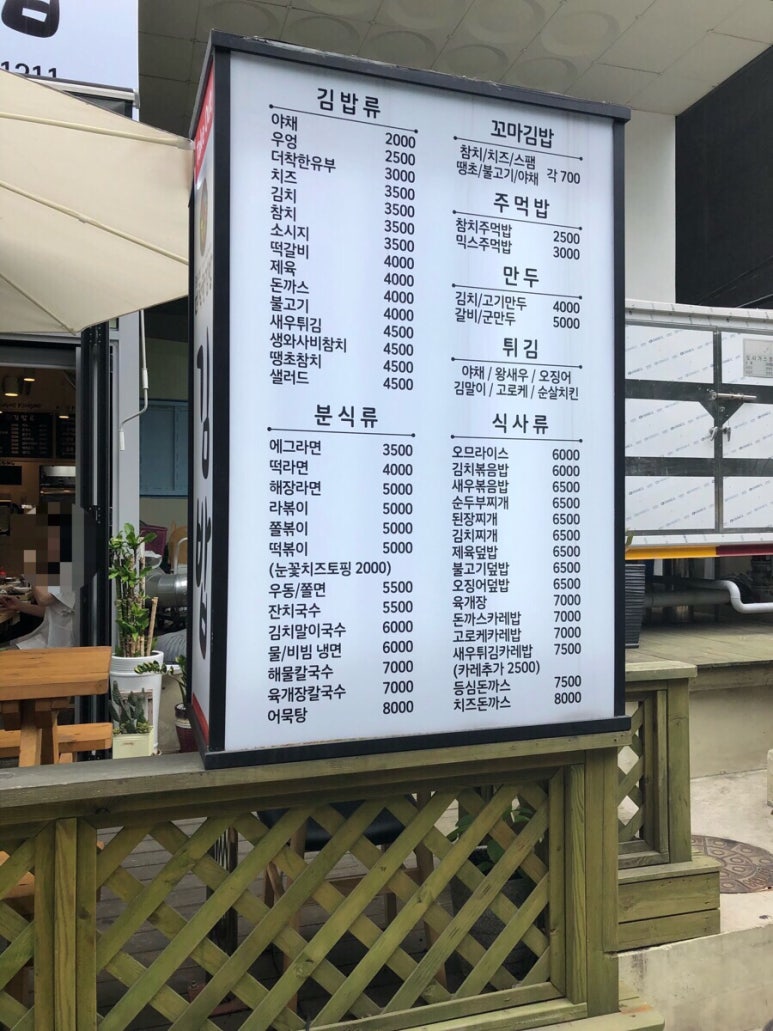 김밥류
야채 2000
우엉 2500
더착한유부 3000
치즈 3500
김치 3500
참치 3500
소시지 3500
떡갈비 4000
제육 4000
돈까스 4000
불고기 4000
새우튀김 4500
생와사비참치 4500
땡초참치 4500
샐러드 4500
분식류
에그라면 3500
떡라면 4000
해장라면 5000
라볶이 5000
쫄볶이 5000
떡볶이 5000
(눈꽃치즈토핑 2000)
우동/쫄면 5500
잔치국수 5500
김치말이국수 6000
물/비빔 냉면 6000
해물칼국수 7000
육개장칼국수 7000
어묵탕 8000
꼬마김밥
참치/치즈/스팸
땡초/불고기/야채 각 700
주먹밥
참치주먹밥 2500
믹스주먹밥 3000
만두
김치/고기만두 4000
갈비/군만두 5000
튀김
야채 / 왕새우 / 오징어
김말이 / 고로케 / 순살치킨
식사류
오므라이스 6000
김치볶음밥 6000
새우볶음밥 6500
순두부찌개 6500
된장찌개 6500
김치찌개 6500
제육덮밥 6500
불고기덮밥 6500
오징어덮밥 6500
육개장 7000
돈까스카레밥 7000
고로케카레밥 7000
새우튀김카레밥 7500
(카레추가 2500)
등심돈까스 7500
치즈돈까스 8000
김밥